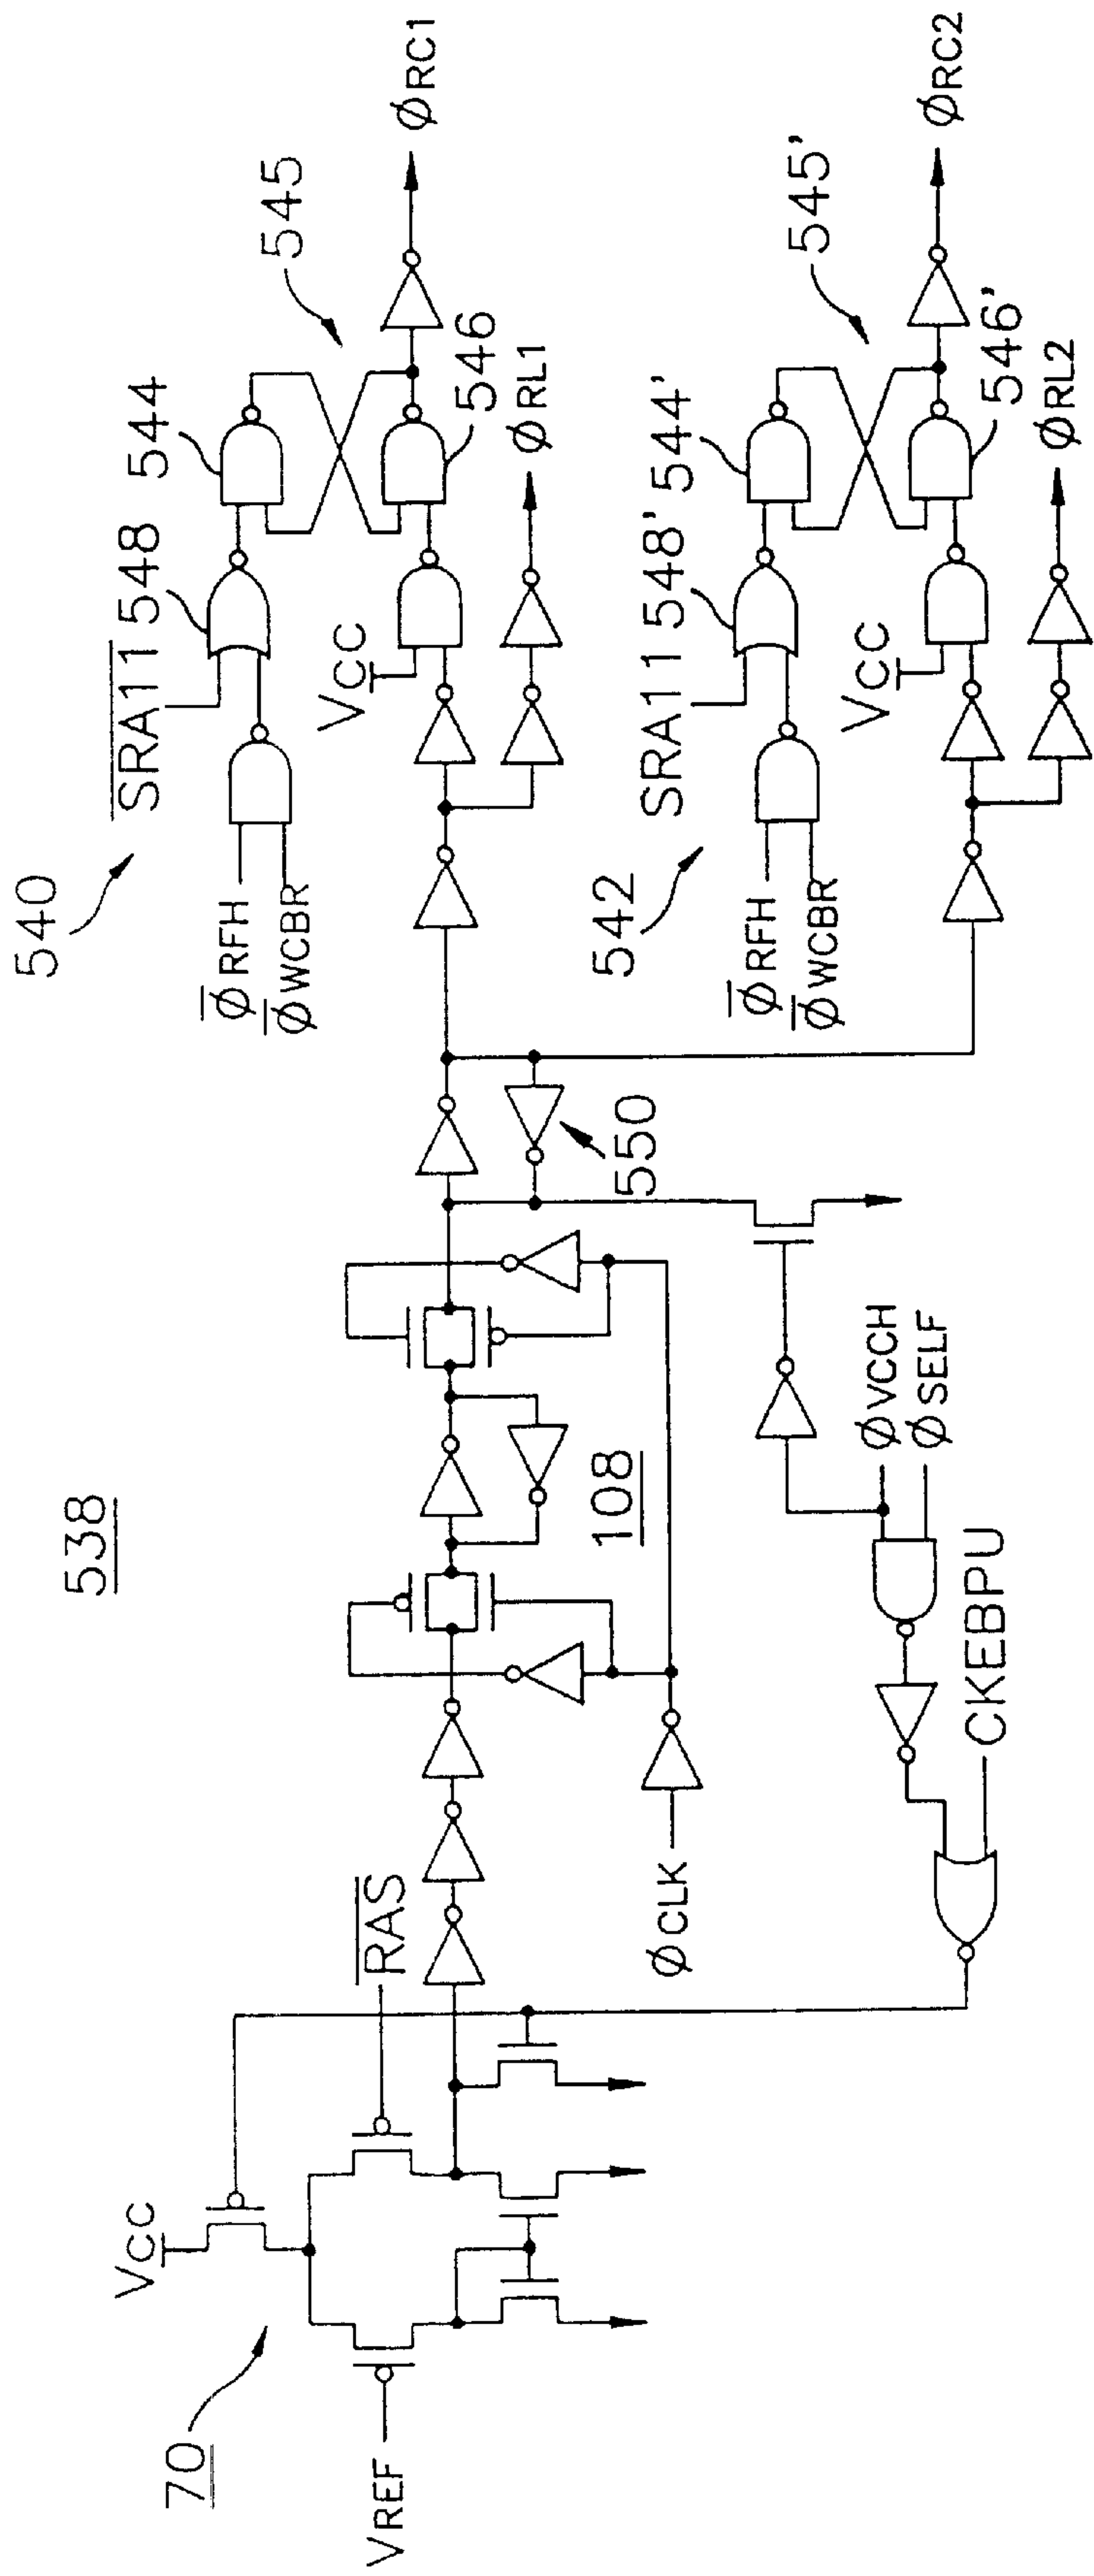 538
70
VREF
VCC
RAS
ØCLK
108
550
ØVCCH
ØSELF
CKEBPU
540
ØRFH
ØWCBR
SRA11
548
544
545
VCC
546
ØRC1
ØRL1
542
ØRFH
ØWCBR
SRA11
548'
544'
545'
VCC
546'
ØRC2
ØRL2